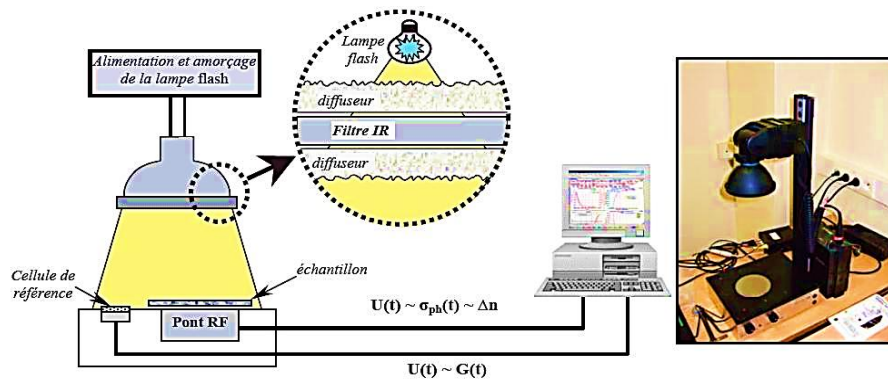 Alimentation et amorçage
de la lampe flash
Lampe
flash
diffuseur
Filtre IR
diffuseur
Cellule de
référence
échantillon
Pont RF
U(t) ~ σph(t) ~ Δn
U(t) ~ G(t)